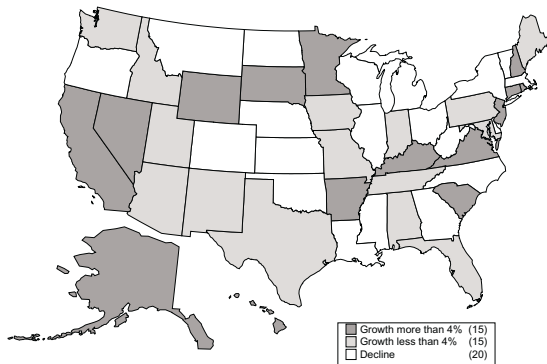 Growth more than 4% (15)
Growth less than 4% (15)
Decline (20)